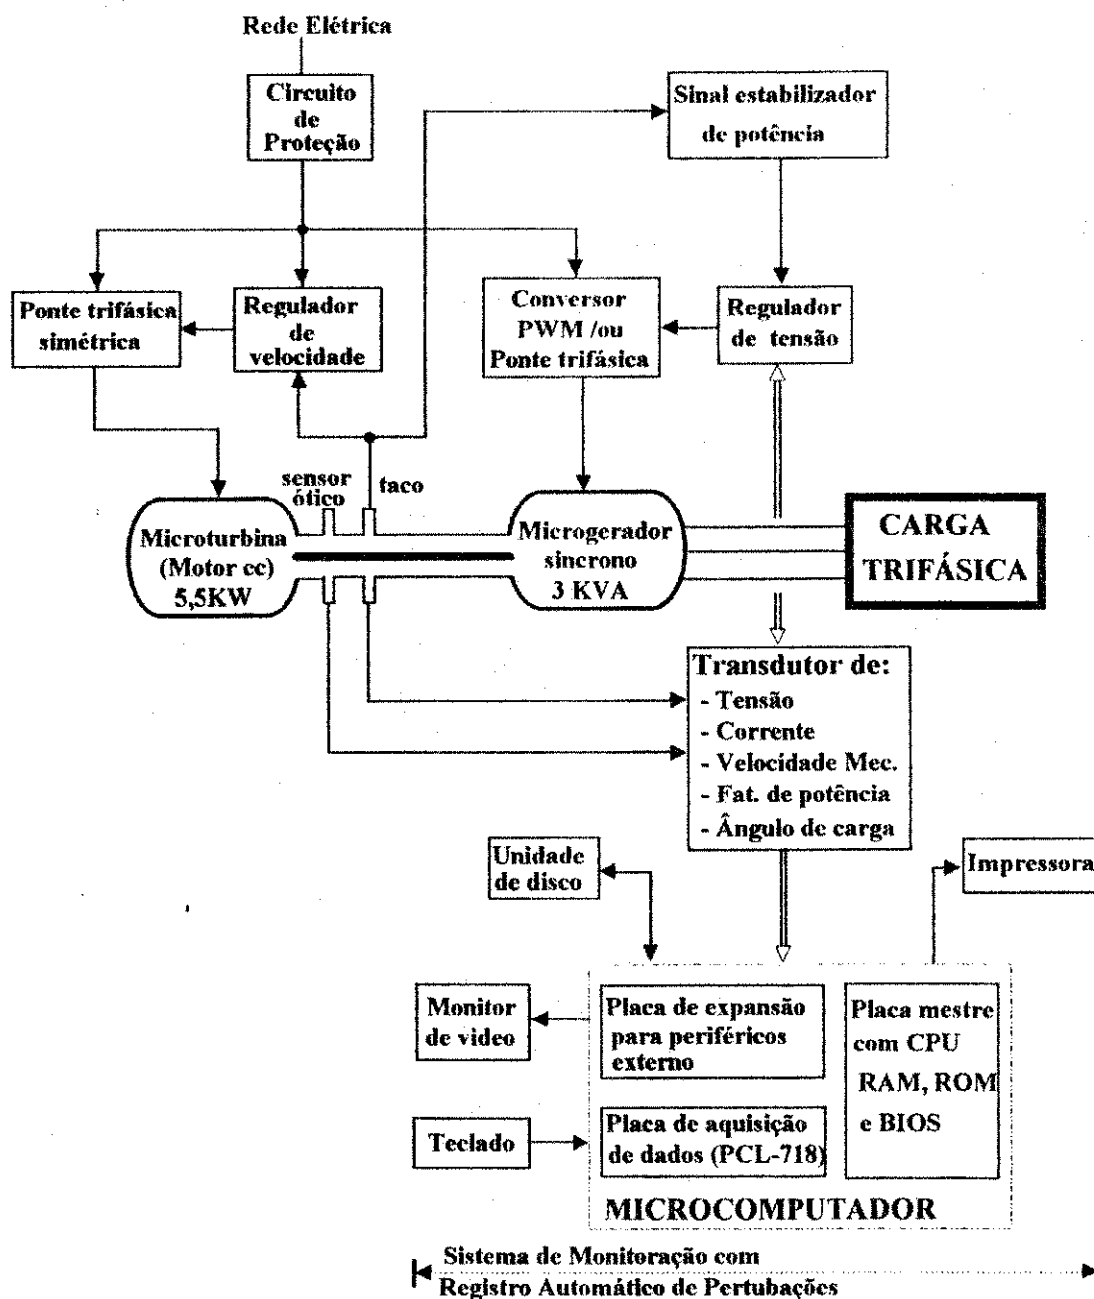 Rede Elétrica
Circuito
de
Proteção
Sinal estabilizador
de potência
Ponte trifásica
simétrica
Regulador
de
velocidade
Conversor
PWM /ou
Ponte trifásica
Regulador
de tensão
sensor
ótico
taco
Microturbina
(Motor cc)
5,5KW
Microgerador
síncrono
3 KVA
CARGA
TRIFÁSICA
Transdutor de:
- Tensão
- Corrente
- Velocidade Mec.
- Fat. de potência
- Ângulo de carga
Unidade
de disco
Impressora
Monitor
de video
Placa de expansão
para periféricos
externo
Placa mestre
com CPU
RAM, ROM
e BIOS
Teclado
Placa de aquisição
de dados (PCL-718)
MICROCOMPUTADOR
Sistema de Monitoração com
Registro Automático de Pertubações